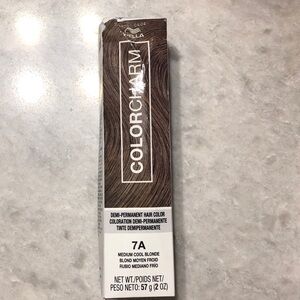 WELLA
COLORCHARM
DEMI-PERMANENT HAIR COLOR
COLORATION DEMI-PERMANENTE
TINTE DEMIPERMANENTE
7A
MEDIUM COOL BLONDE
BLOND MOYEN FROID
RUBIO MEDIANO FRIO
NET WT./POIDS NET/
PESO NETO: 57 g (2 OZ)